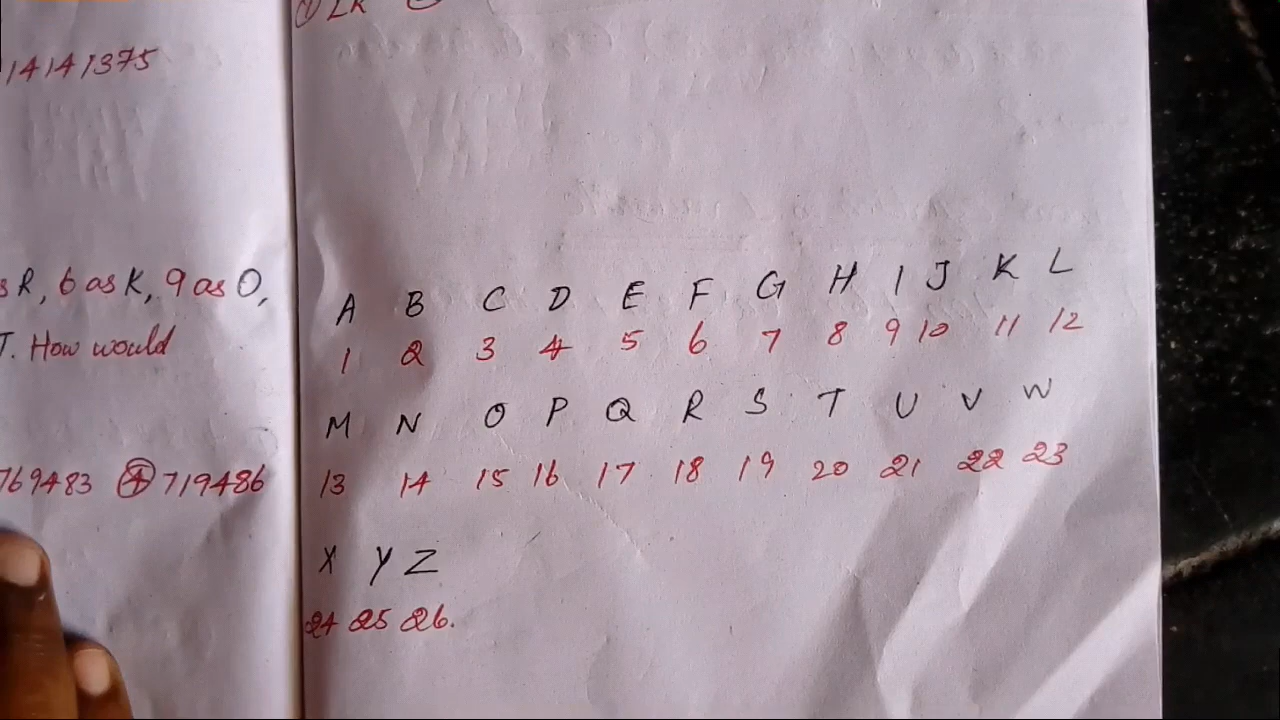 14141375
R, 6 as K, 9 as O,
T. How would
769483 (4) 719486
A B C D E F G H I J K L
1 2 3 4 5 6 7 8 9 10 11 12
M N O P Q R S T U V W
13 14 15 16 17 18 19 20 21 22 23
X Y Z
24 25 26.